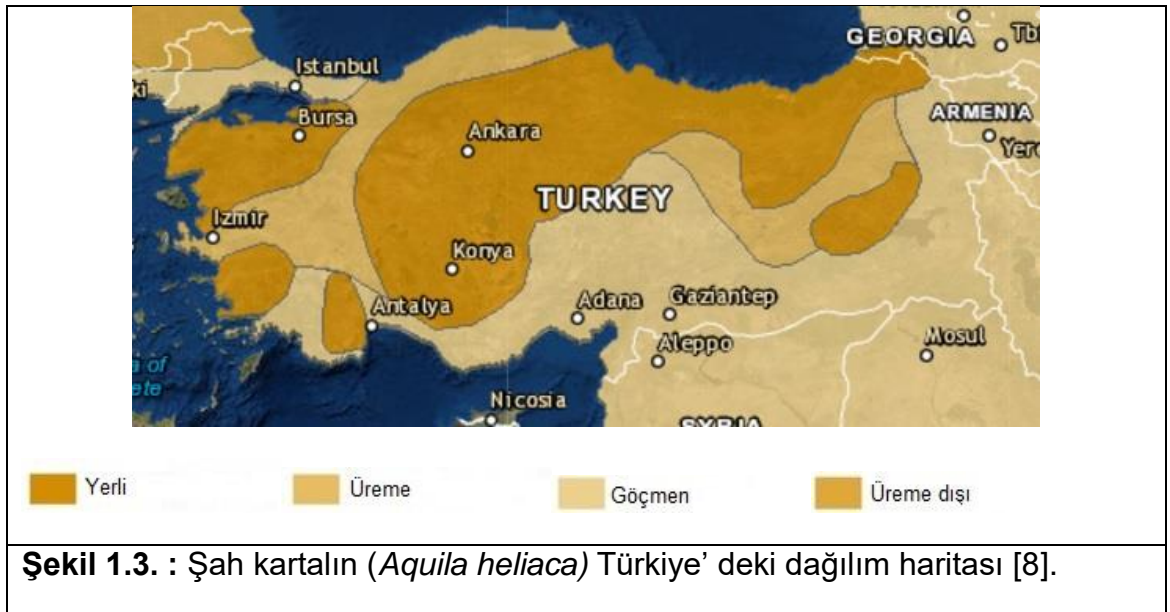 GEORGIA
Istanbul
ARMENIA
Bursa
Ankara
TURKEY
Izmir
Konya
Antalya
Adana
Gaziantep
Aleppo
Mosul
Nicosia
Yerli
Üreme
Göçmen
Üreme dışı
Şekil 1.3. : Şah kartalın (Aquila heliaca) Türkiye’ deki dağılım haritası [8].